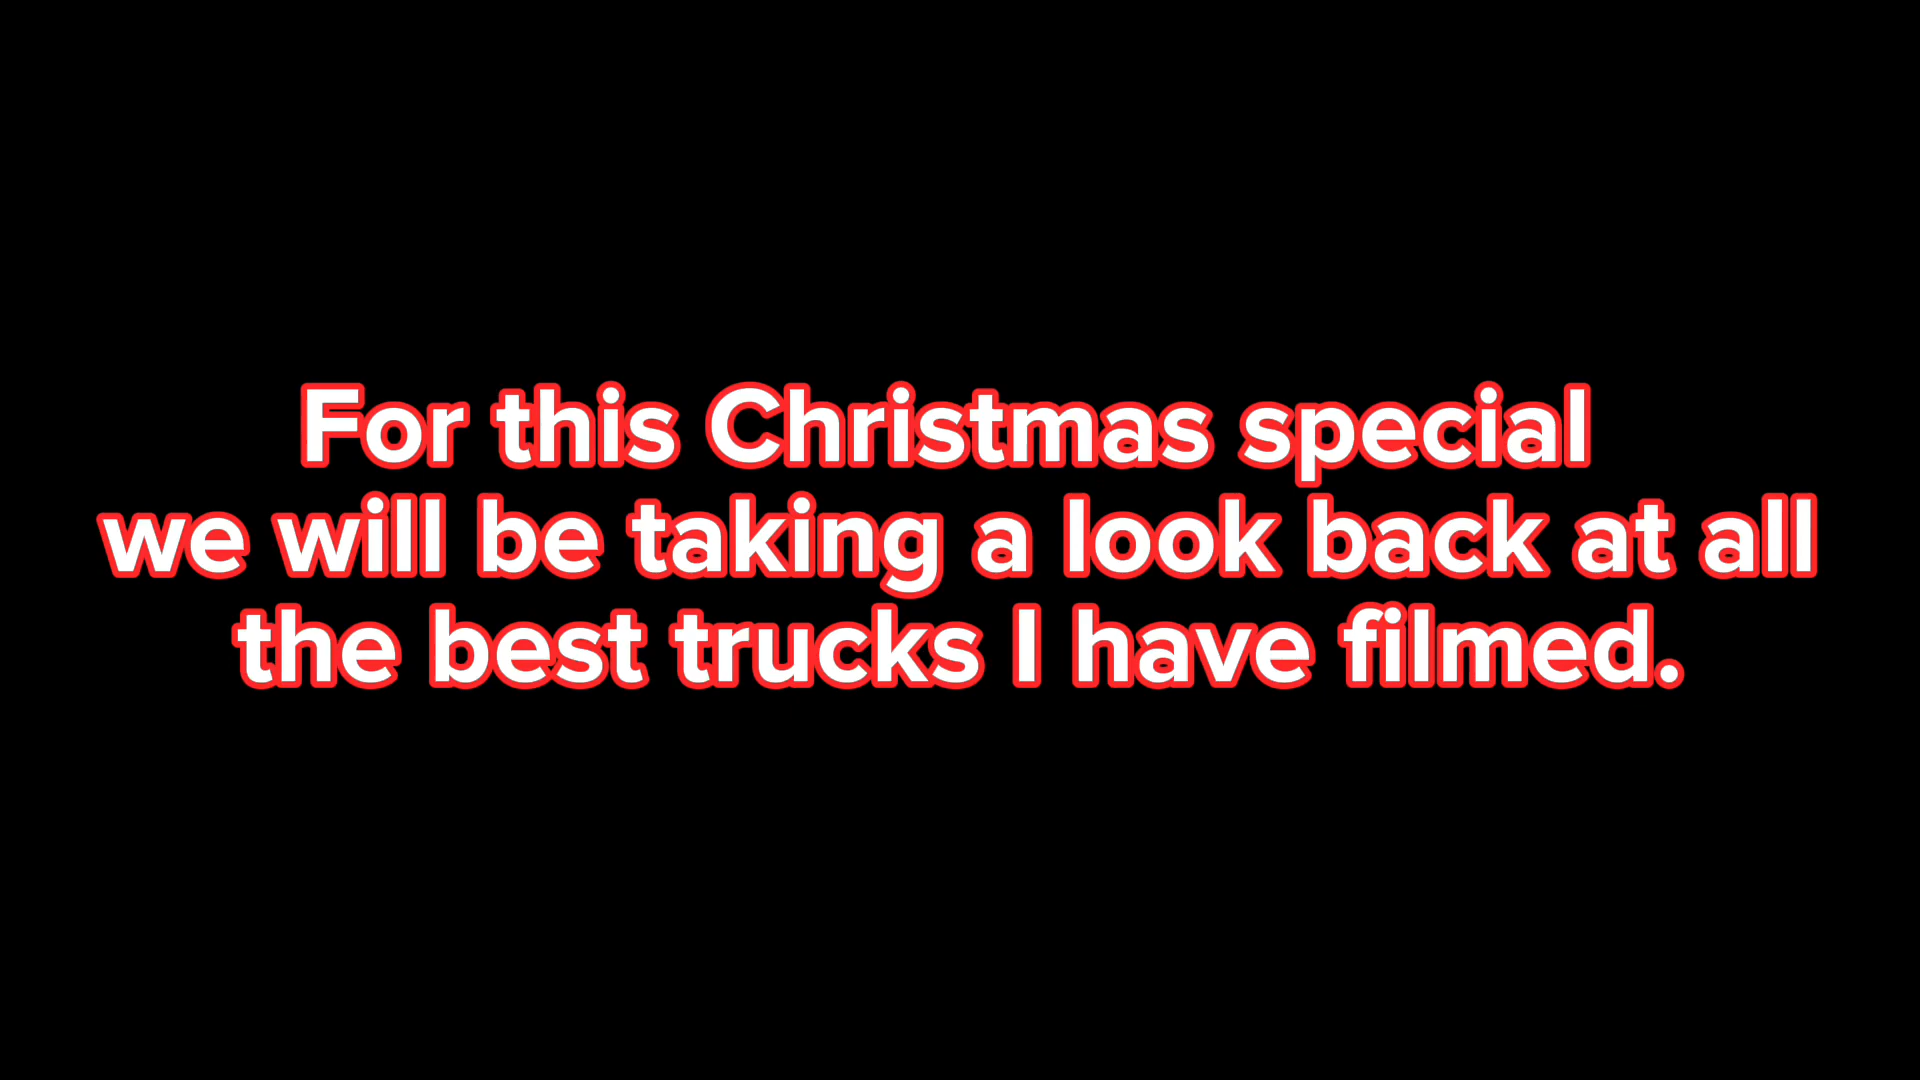 For this Christmas special
we will be taking a look back at all
the best trucks I have filmed.